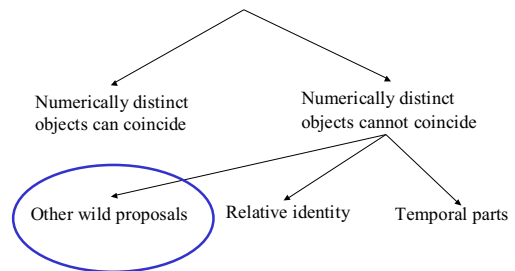 Numerically distinct
objects can coincide
Numerically distinct
objects cannot coincide
Other wild proposals
Relative identity
Temporal parts